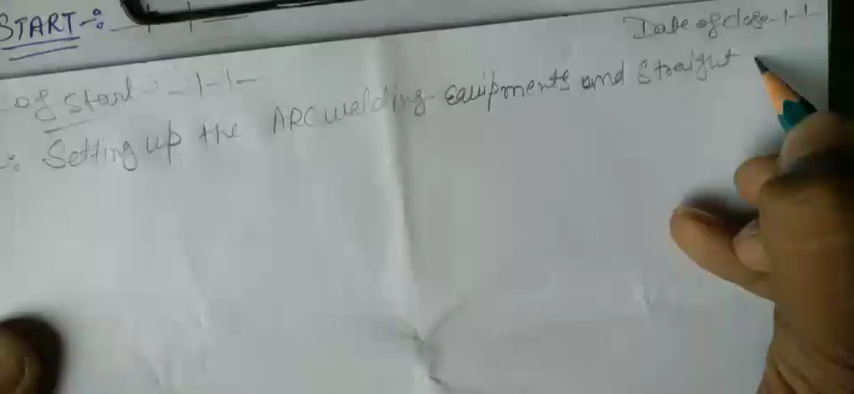 START -:
Date of close - 1 - 1 -
of start :- - 1 - 1 -
-: Setting up the ARC welding equipments and straight